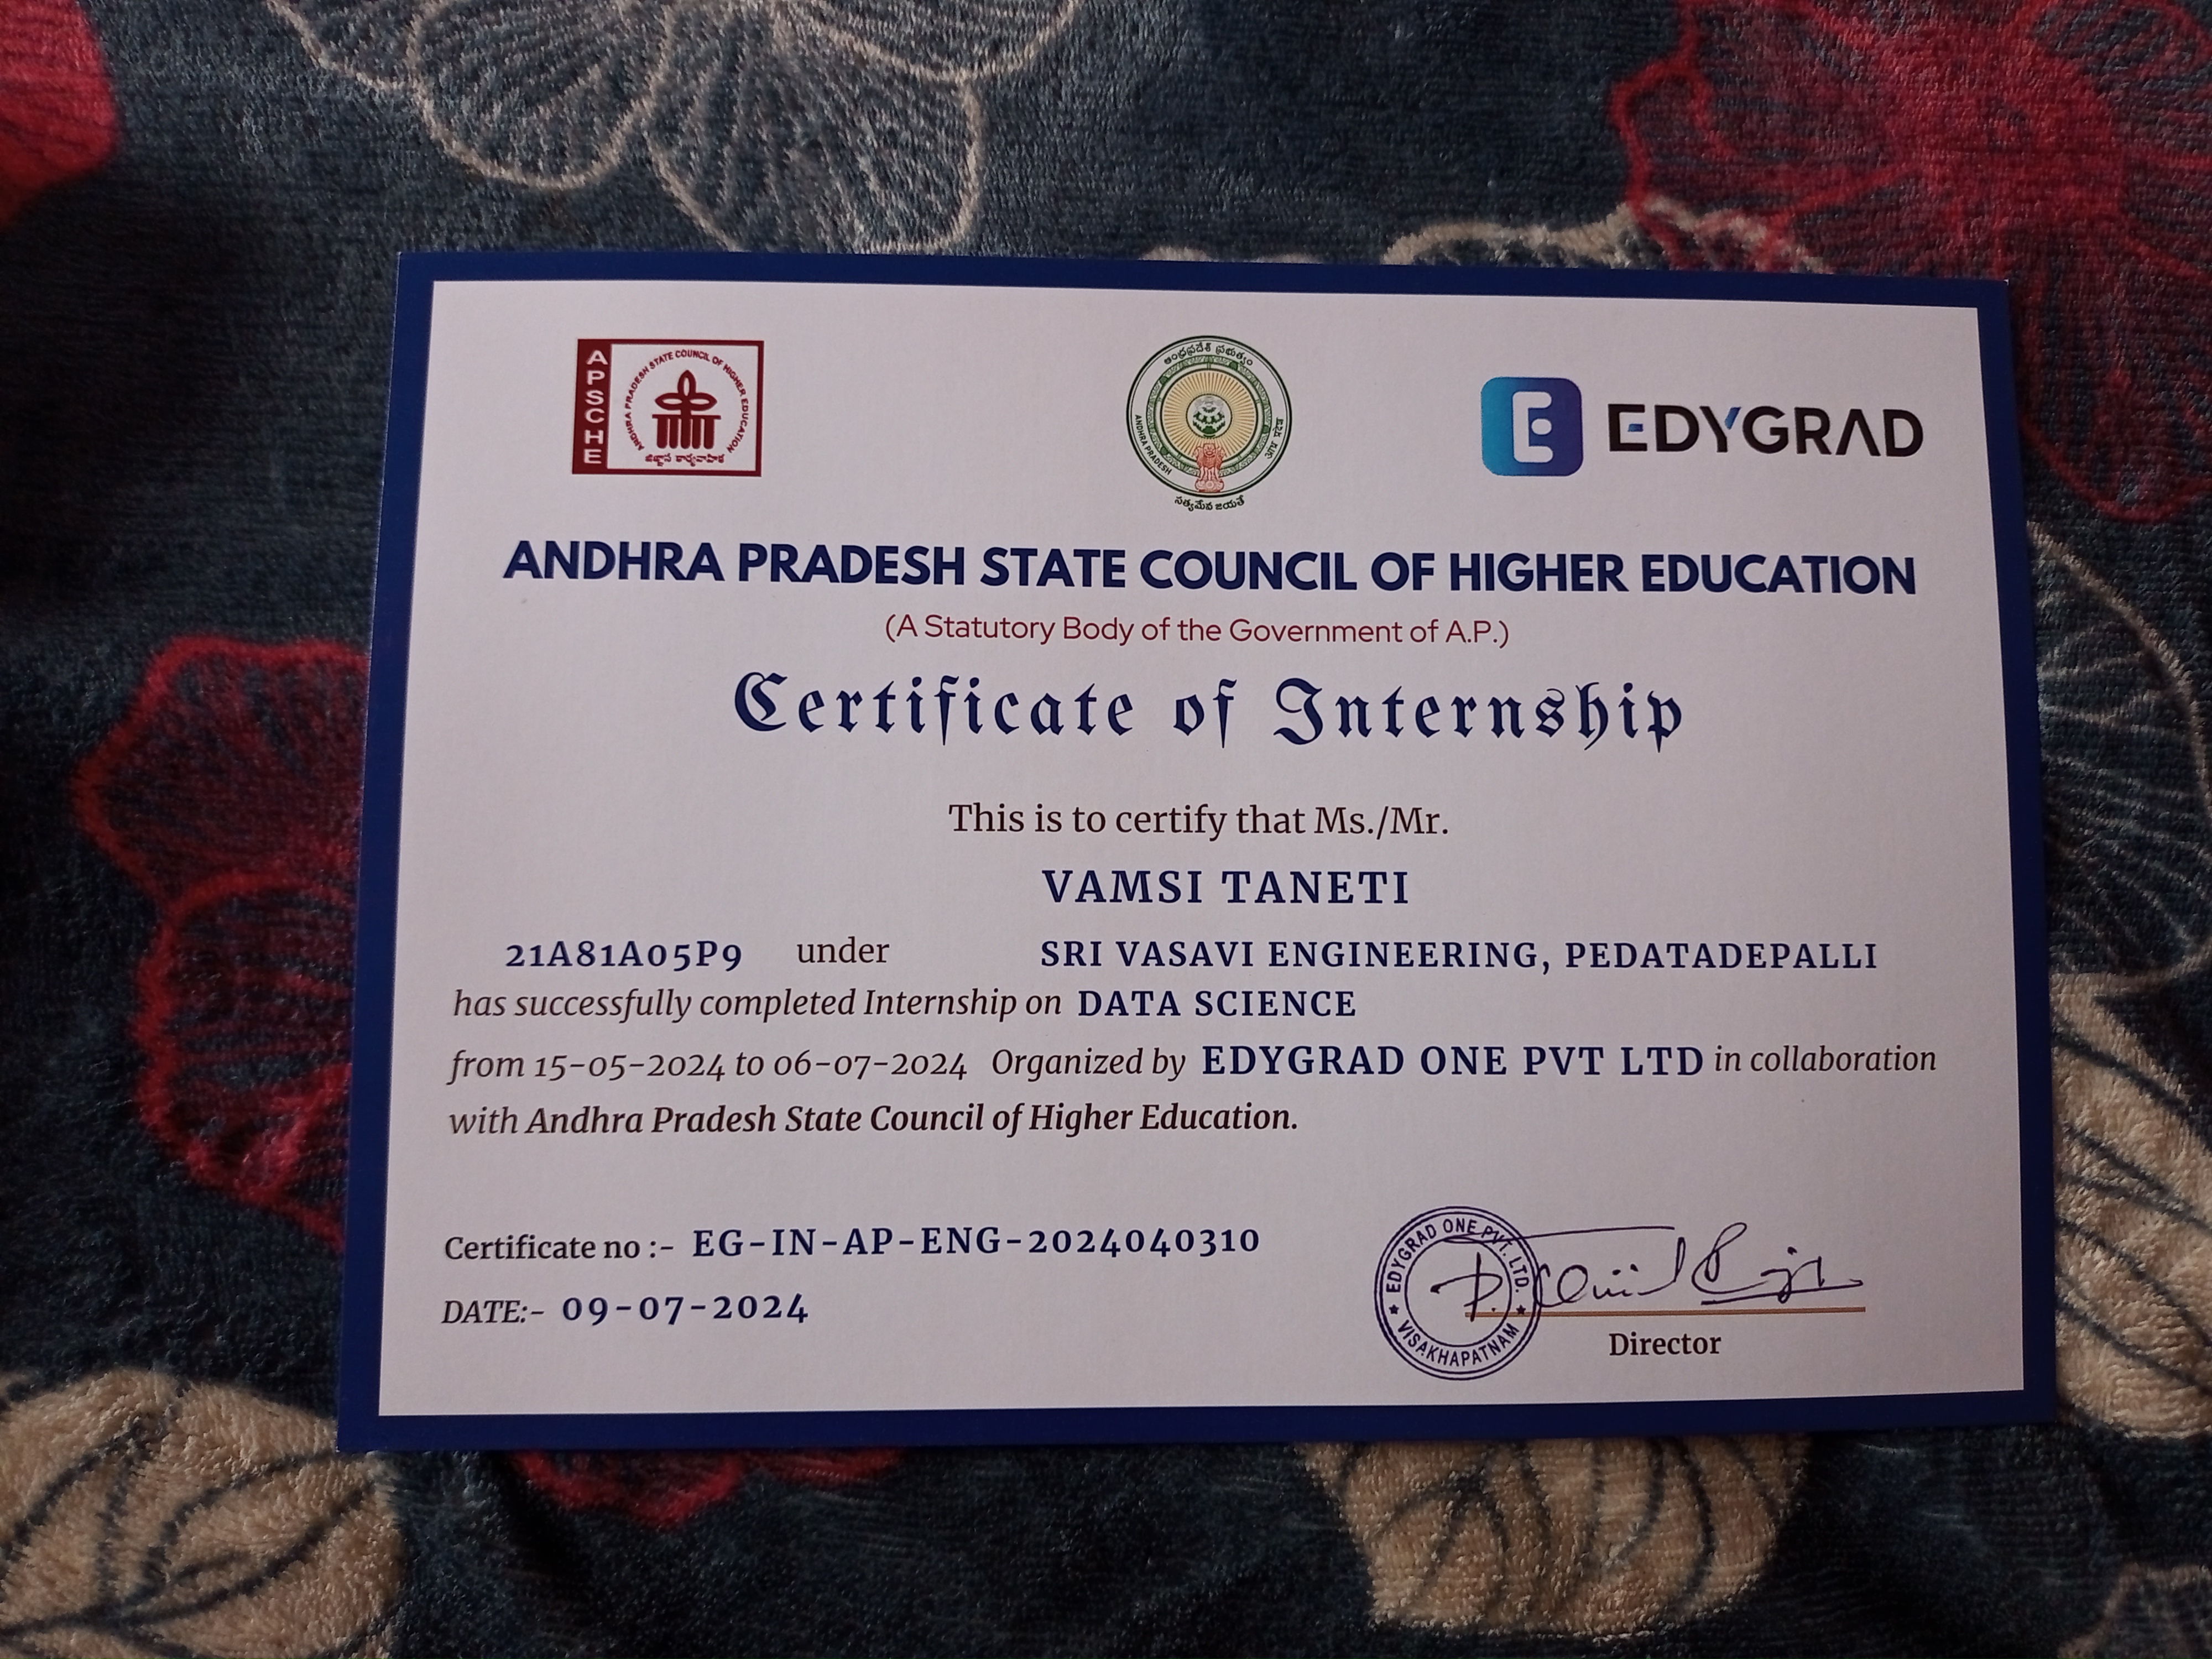 APSCHE
ANDHRA PRADESH STATE COUNCIL OF HIGHER EDUCATION
జిజ్ఞాస కార్యవాహిక
ఆంధ్రప్రదేశ్ ప్రభుత్వం
ANDHRA PRADESH
आंध्र प्रदेश
సత్యమేవ జయతే
E
EDYGRAD
ANDHRA PRADESH STATE COUNCIL OF HIGHER EDUCATION
(A Statutory Body of the Government of A.P.)
Certificate of Internship
This is to certify that Ms./Mr.
VAMSI TANETI
21A81A05P9 under SRI VASAVI ENGINEERING, PEDATADEPALLI
has successfully completed Internship on DATA SCIENCE
from 15-05-2024 to 06-07-2024 Organized by EDYGRAD ONE PVT LTD in collaboration
with Andhra Pradesh State Council of Higher Education.
Certificate no :- EG-IN-AP-ENG-2024040310
DATE:- 09-07-2024
EDYGRAD ONE PVT. LTD.
VISAKHAPATNAM
Director